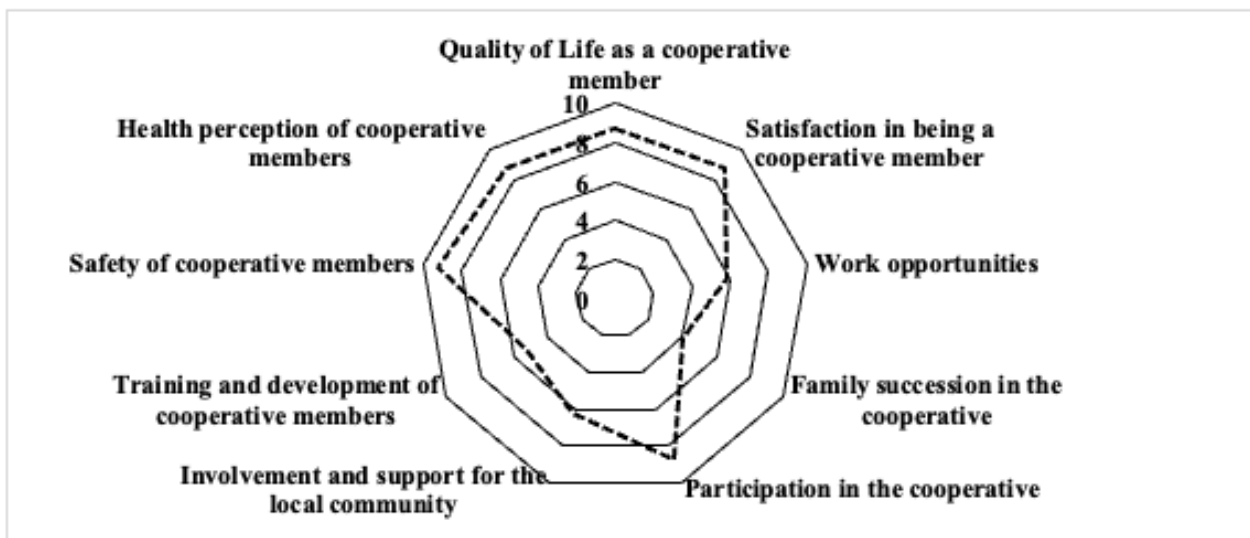 Quality of Life as a cooperative
member
10
Health perception of cooperative
members
Satisfaction in being a
cooperative member
8
6
4
Safety of cooperative members
2
Work opportunities
0
Training and development of
cooperative members
Family succession in the
cooperative
Involvement and support for the
local community
Participation in the cooperative